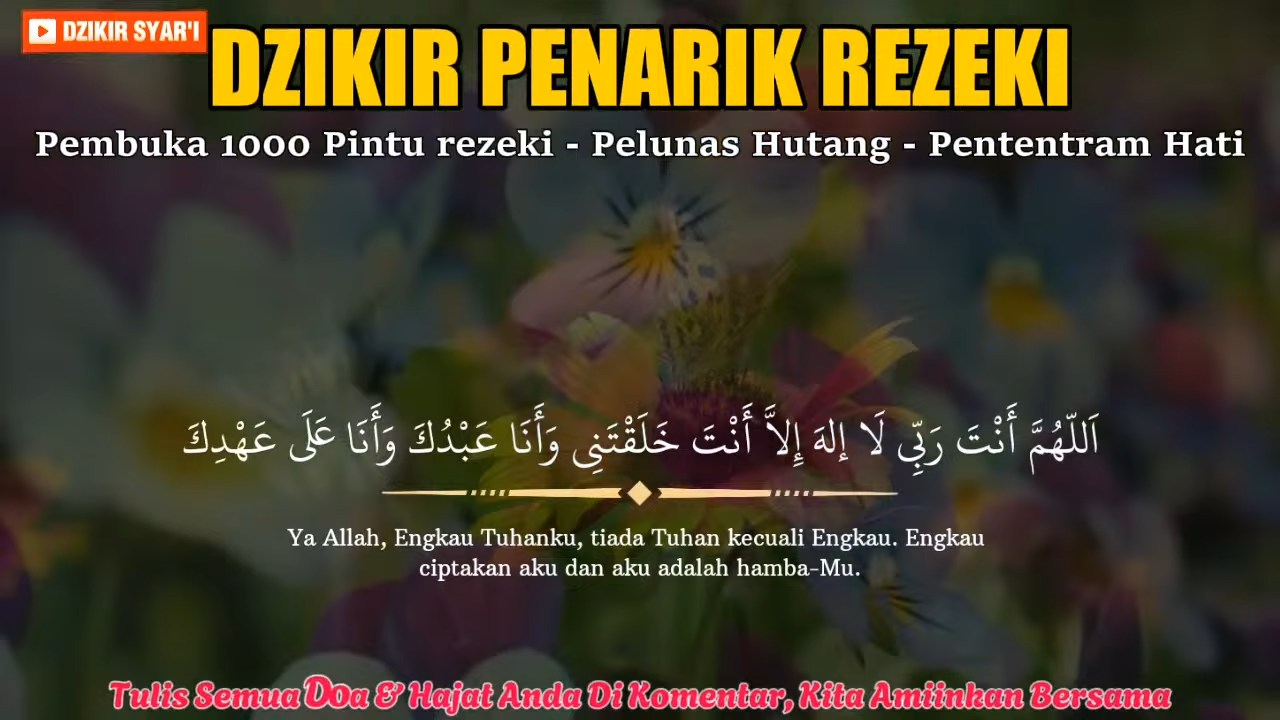 DZIKIR SYAR'I
DZIKIR PENARIK REZEKI
Pembuka 1000 Pintu rezeki - Pelunas Hutang - Pententram Hati
اَللّهُمَّ أَنْتَ رَبِّي لَا إلهَ إِلاَّ أَنْتَ خَلَقْتَنِي وَأَنَا عَبْدُكَ وَأَنَا عَلَى عَهْدِكَ
Ya Allah, Engkau Tuhanku, tiada Tuhan kecuali Engkau. Engkau
ciptakan aku dan aku adalah hamba-Mu.
Tulis Semua Doa & Hajat Anda Di Komentar, Kita Amiinkan Bersama